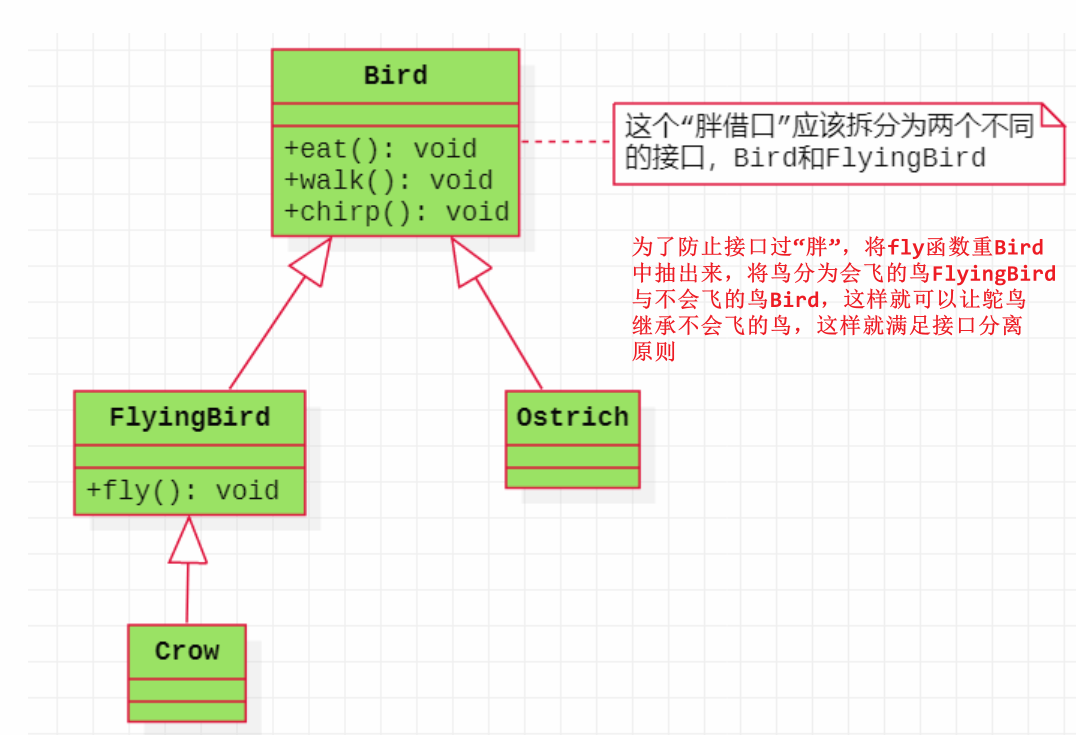 Bird
+eat(): void
+walk(): void
+chirp(): void
这个“胖借口”应该拆分为两个不同
的接口，Bird和FlyingBird
为了防止接口过“胖”，将fly函数重Bird
中抽出来，将鸟分为会飞的鸟FlyingBird
与不会飞的鸟Bird，这样就可以让鸵鸟
继承不会飞的鸟，这样就满足接口分离
原则
FlyingBird
+fly(): void
Ostrich
Crow